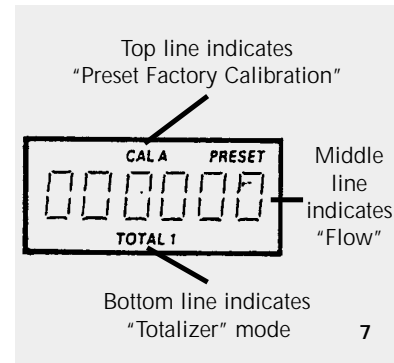 Top line indicates
“Preset Factory Calibration”
CAL A PRESET
000000
Middle
line
indicates
“Flow”
TOTAL 1
Bottom line indicates
“Totalizer” mode
7